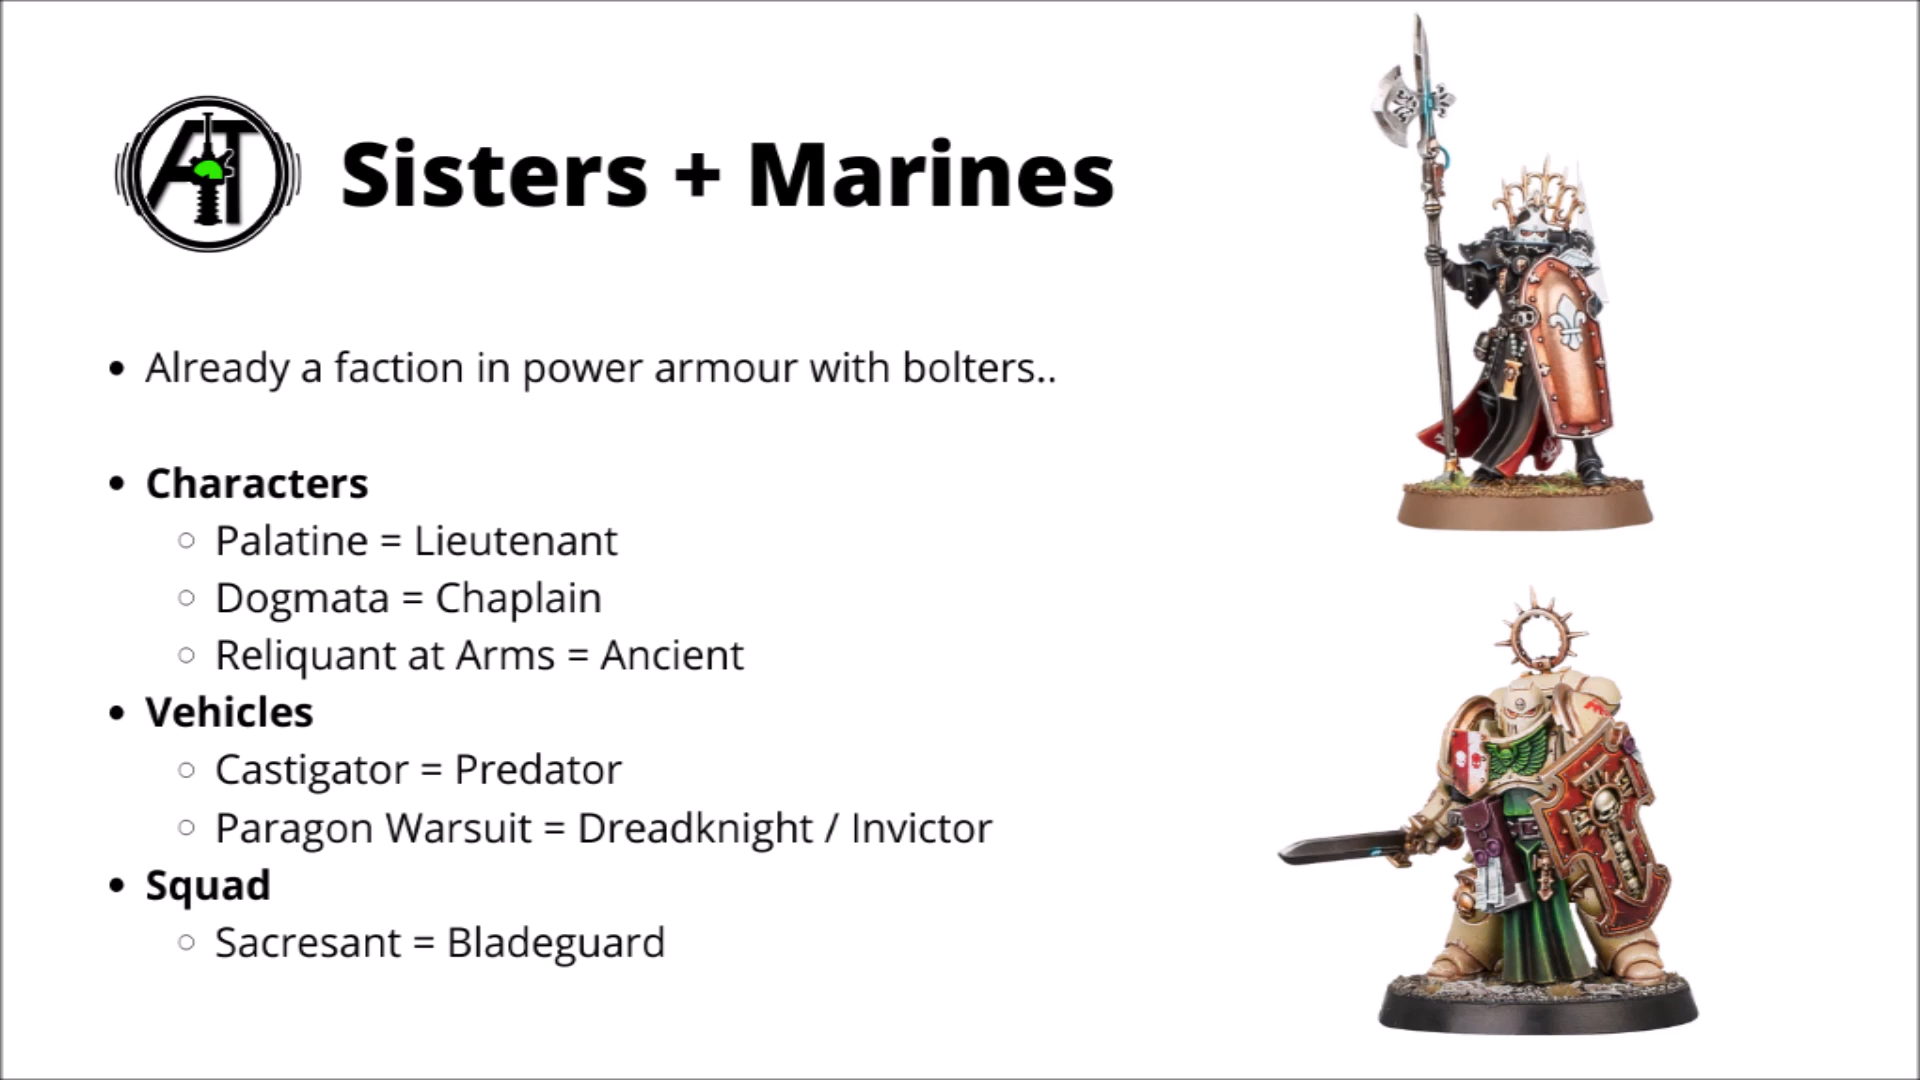 AT
Sisters + Marines
Already a faction in power armour with bolters..
Characters
Palatine = Lieutenant
Dogmata = Chaplain
Reliquant at Arms = Ancient
Vehicles
Castigator = Predator
Paragon Warsuit = Dreadknight / Invictor
Squad
Sacresant = Bladeguard